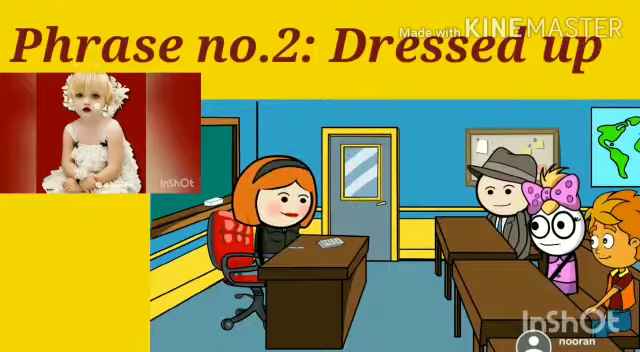 Made with KINEMASTER
Phrase no.2: Dressed up
InShOt
InShOt
nooran